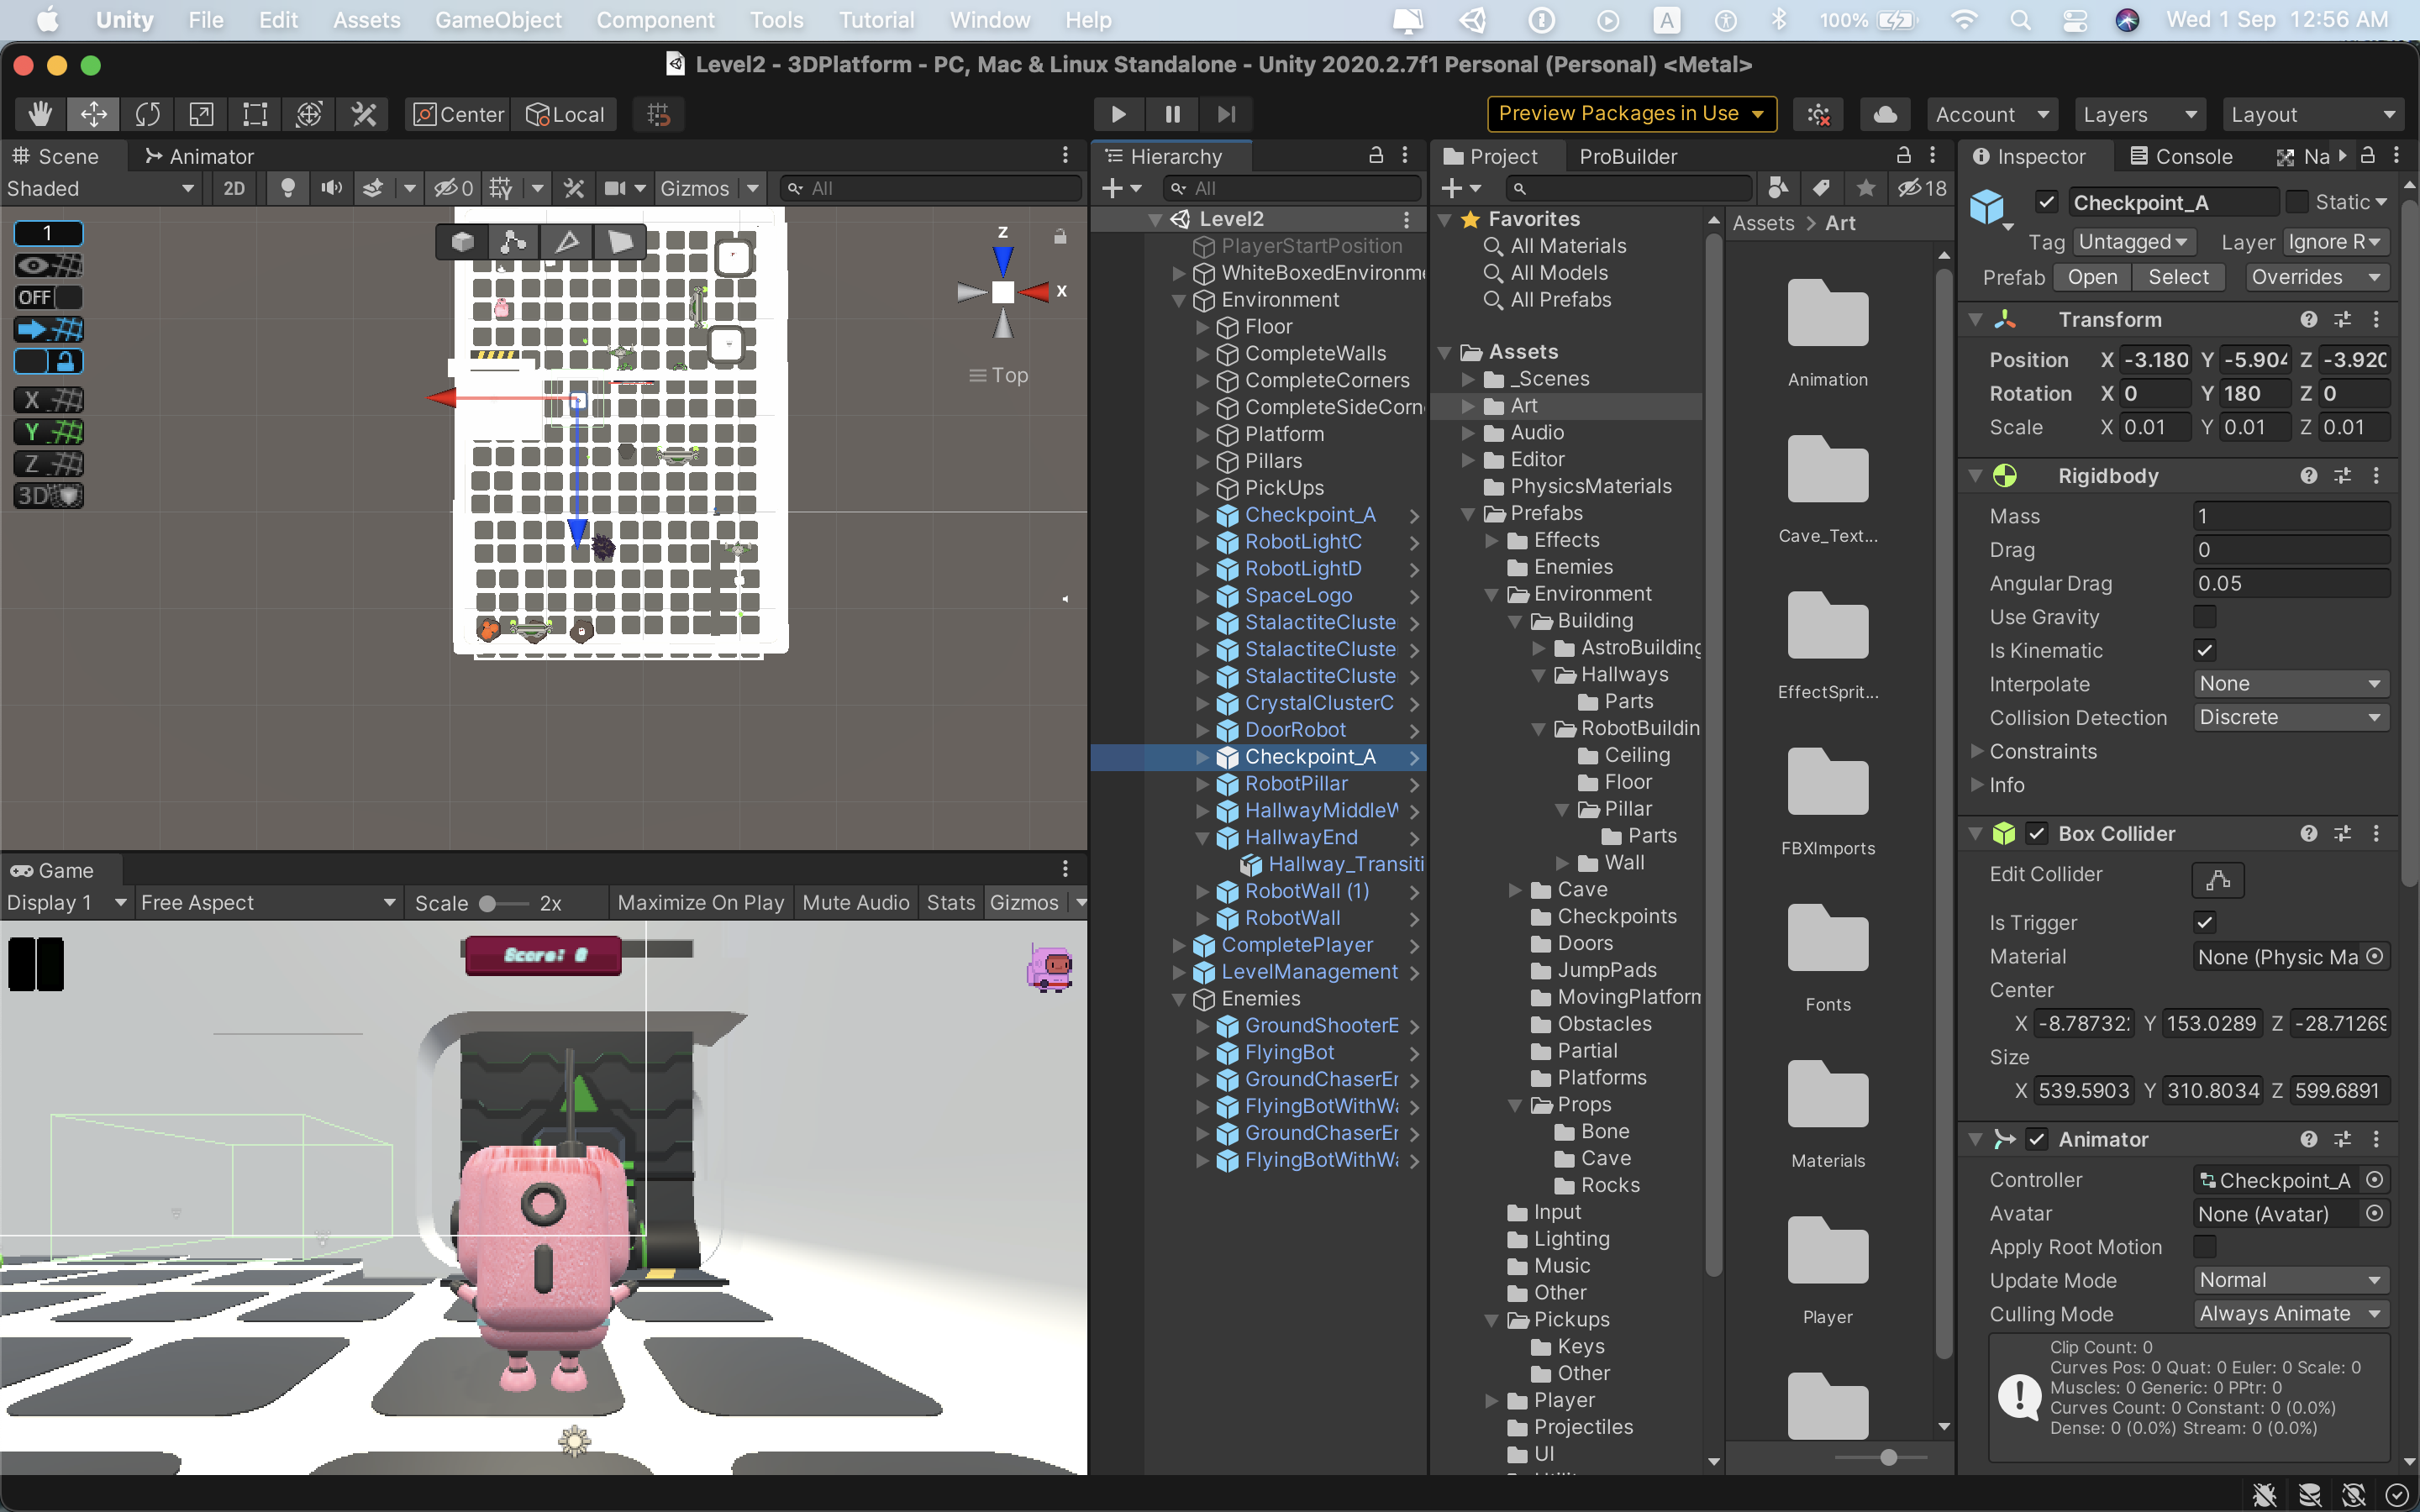 Unity File Edit Assets GameObject Component Tools Tutorial Window Help A 100% Wed 1 Sep 12:56 AM
Level2 - 3DPlatform - PC, Mac & Linux Standalone - Unity 2020.2.7f1 Personal (Personal) <Metal>
Center Local Preview Packages in Use Account Layers Layout
Scene Animator
Shaded 2D 0 Gizmos All
1
OFF
X
Y
Z
3D
Z
X
Top
Game
Display 1 Free Aspect Scale 2x Maximize On Play Mute Audio Stats Gizmos
Score: 0
Hierarchy
All
Level2
PlayerStartPosition
WhiteBoxedEnvironme
Environment
Floor
CompleteWalls
CompleteCorners
CompleteSideCorn
Platform
Pillars
PickUps
Checkpoint_A
RobotLightC
RobotLightD
SpaceLogo
StalactiteCluste
StalactiteCluste
StalactiteCluste
CrystalClusterC
DoorRobot
Checkpoint_A
RobotPillar
HallwayMiddleW
HallwayEnd
Hallway_Transiti
RobotWall (1)
RobotWall
CompletePlayer
LevelManagement
Enemies
GroundShooterE
FlyingBot
GroundChaserEr
FlyingBotWithWa
GroundChaserEr
FlyingBotWithWa
Project ProBuilder
18
Favorites
All Materials
All Models
All Prefabs
Assets
_Scenes
Art
Audio
Editor
PhysicsMaterials
Prefabs
Effects
Enemies
Environment
Building
AstroBuilding
Hallways
Parts
RobotBuildin
Ceiling
Floor
Pillar
Parts
Wall
Cave
Checkpoints
Doors
JumpPads
MovingPlatform
Obstacles
Partial
Platforms
Props
Bone
Cave
Rocks
Input
Lighting
Music
Other
Pickups
Keys
Other
Player
Projectiles
UI
Assets > Art
Animation
Cave_Text...
EffectSprit...
FBXImports
Fonts
Materials
Player
Inspector Console Na
Checkpoint_A Static
Tag Untagged Layer Ignore R
Prefab Open Select Overrides
Transform
Position X -3.180 Y -5.904 Z -3.920
Rotation X 0 Y 180 Z 0
Scale X 0.01 Y 0.01 Z 0.01
Rigidbody
Mass 1
Drag 0
Angular Drag 0.05
Use Gravity
Is Kinematic
Interpolate None
Collision Detection Discrete
Constraints
Info
Box Collider
Edit Collider
Is Trigger
Material None (Physic Ma
Center
X -8.78732 Y 153.0289 Z -28.71269
Size
X 539.5903 Y 310.8034 Z 599.6891
Animator
Controller Checkpoint_A
Avatar None (Avatar)
Apply Root Motion
Update Mode Normal
Culling Mode Always Animate
Clip Count: 0
Curves Pos: 0 Quat: 0 Euler: 0 Scale: 0
Muscles: 0 Generic: 0 PPtr: 0
Curves Count: 0 Constant: 0 (0.0%)
Dense: 0 (0.0%) Stream: 0 (0.0%)